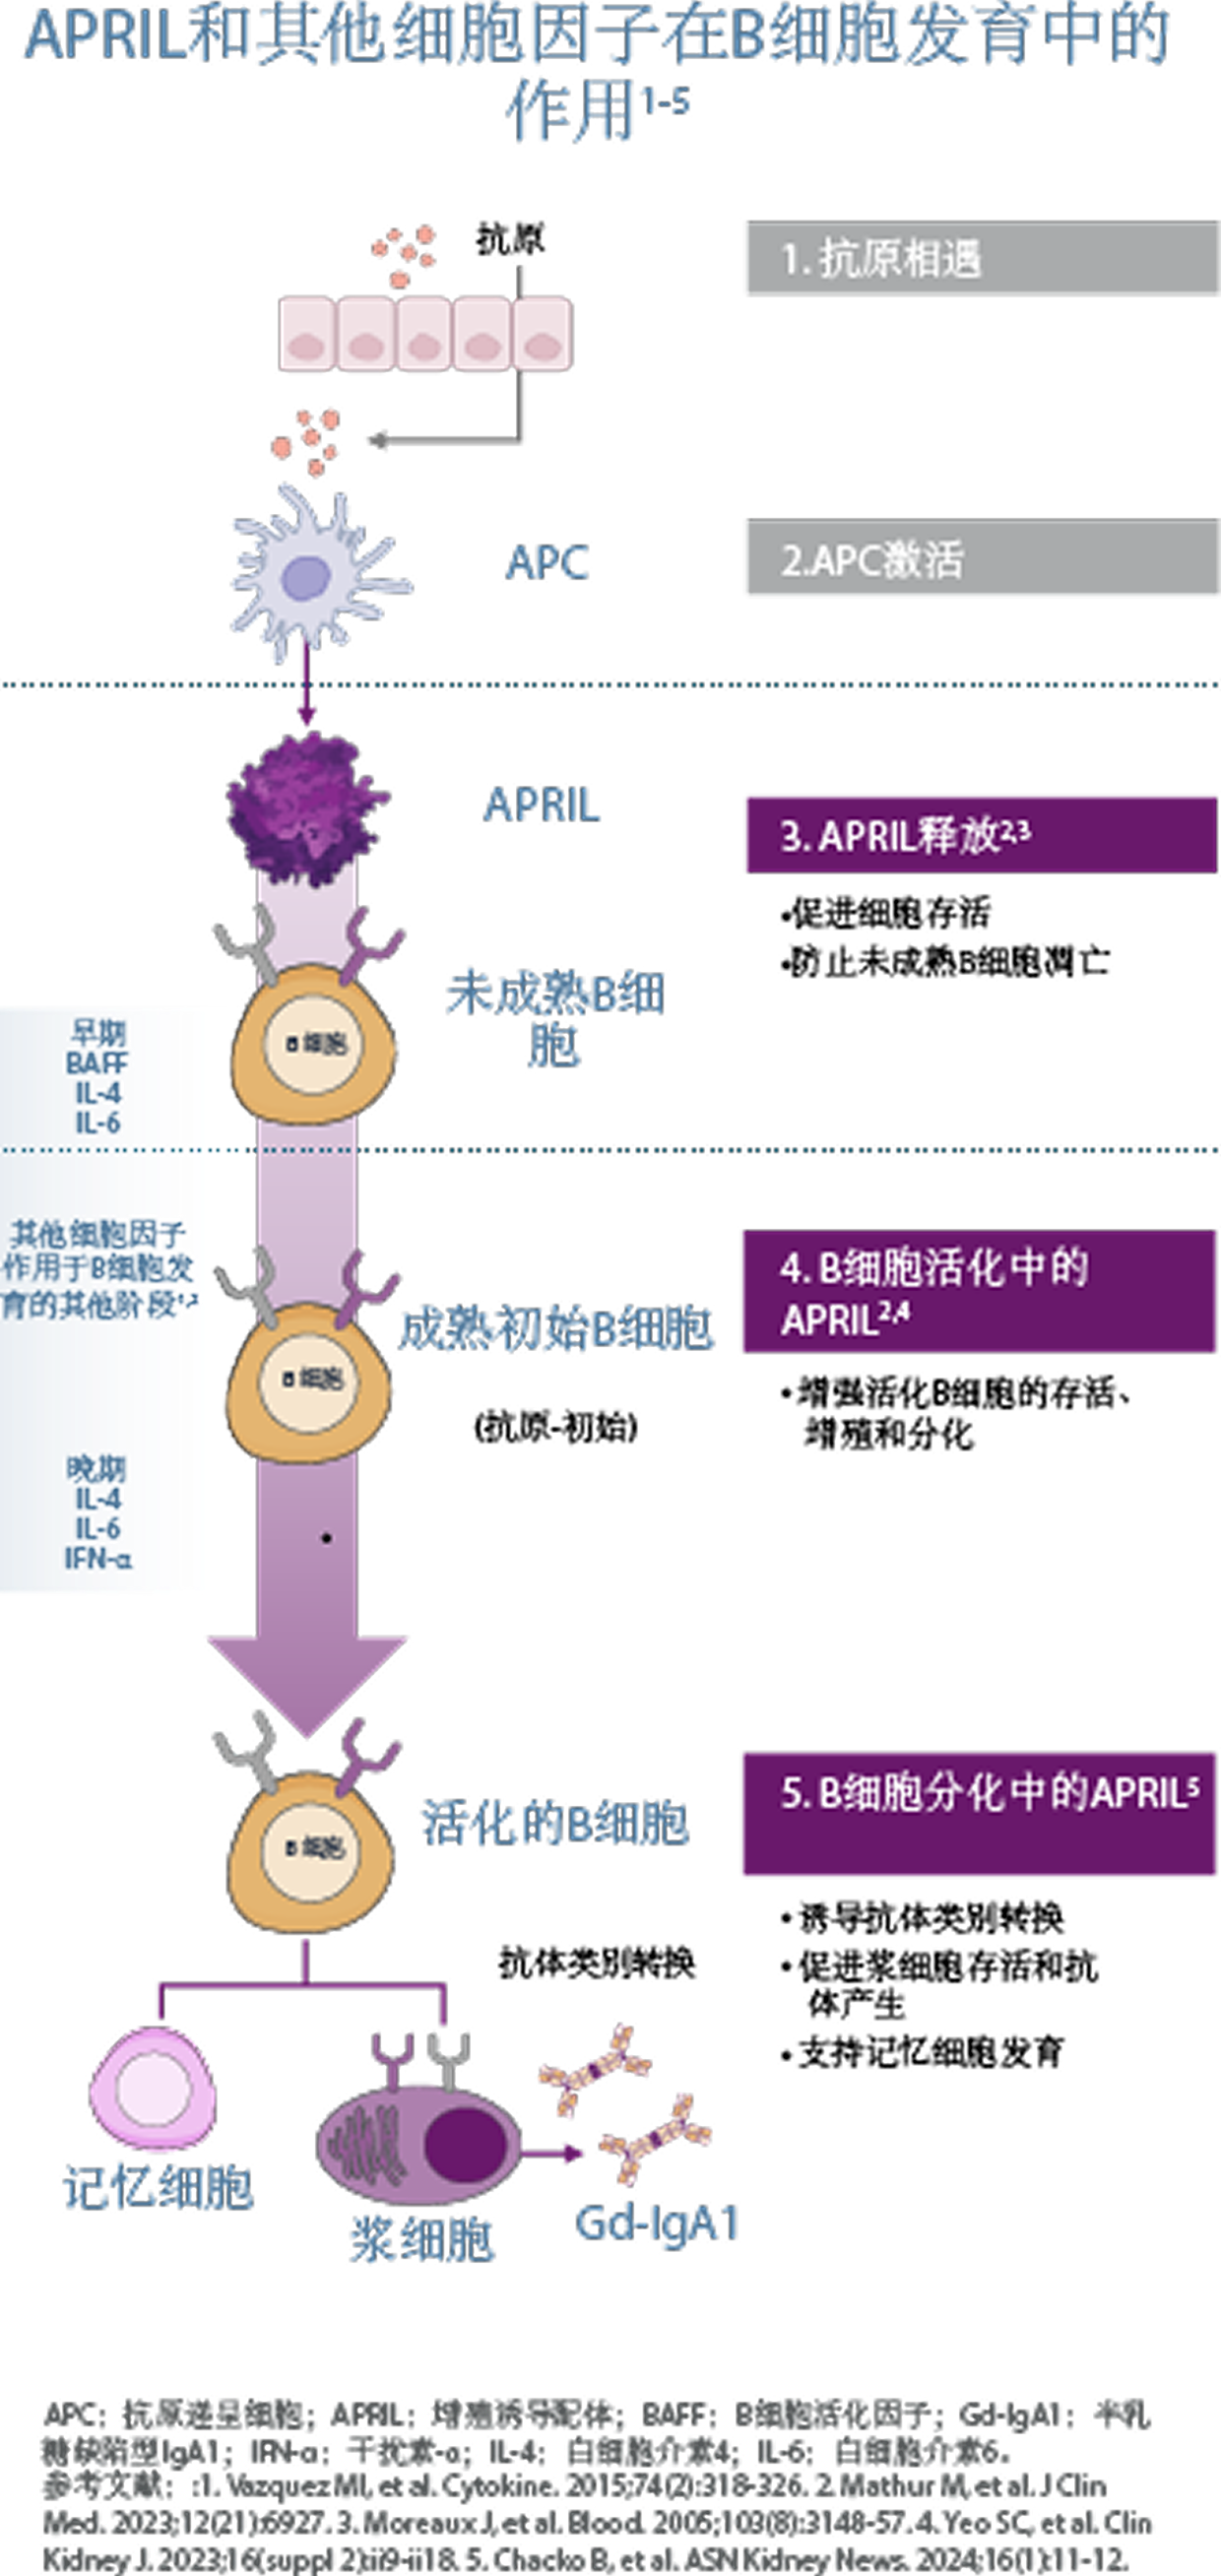 APRIL和其他细胞因子在B细胞发育中的
作用1-5
抗原
1. 抗原相遇
APC
2.APC激活
APRIL
3. APRIL释放2,3
•促进细胞存活
•防止未成熟B细胞凋亡
未成熟B细
胞
B 细胞
早期
BAFF
IL-4
IL-6
其他细胞因子
作用于B细胞发
育的其他阶段1,2
4. B细胞活化中的
APRIL2,4
成熟初始B细胞
B 细胞
(抗原-初始)
• 增强活化B细胞的存活、
增殖和分化
晚期
IL-4
IL-6
IFN-α
5. B细胞分化中的APRIL5
活化的B细胞
B 细胞
• 诱导抗体类别转换
• 促进浆细胞存活和抗
体产生
• 支持记忆细胞发育
抗体类别转换
记忆细胞
浆细胞
Gd-IgA1
APC：抗原递呈细胞；APRIL：增殖诱导配体；BAFF：B细胞活化因子；Gd-IgA1：半乳
糖缺陷型IgA1；IFN-α：干扰素-α；IL-4：白细胞介素4；IL-6：白细胞介素6。
参考文献：:1. Vazquez MI, et al. Cytokine. 2015;74(2):318-326. 2. Mathur M, et al. J Clin
Med. 2023;12(21):6927. 3. Moreaux J, et al. Blood. 2005;103(8):3148-57. 4. Yeo SC, et al. Clin
Kidney J. 2023;16(suppl 2):ii9-ii18. 5. Chacko B, et al. ASN Kidney News. 2024;16(1):11-12.